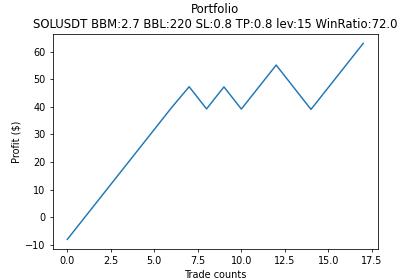 Portfolio
SOLUSDT BBM:2.7 BBL:220 SL:0.8 TP:0.8 lev:15 WinRatio:72.0
60
50
40
30
20
10
0
−10
Profit ($)
0.0 2.5 5.0 7.5 10.0 12.5 15.0 17.5
Trade counts